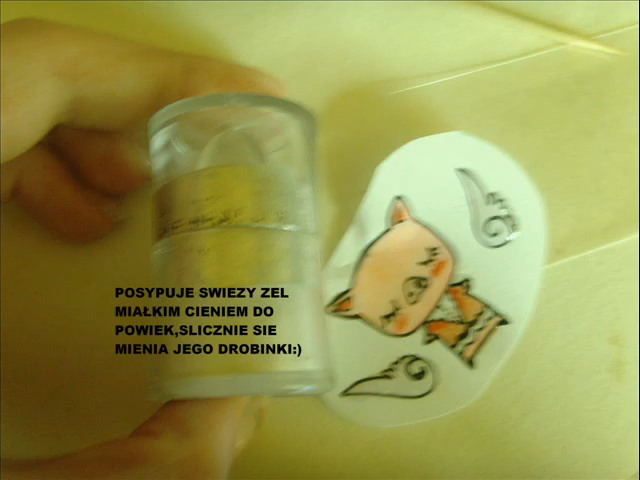 POSYPUJE SWIEZY ZEL
MIAŁKIM CIENIEM DO
POWIEK,SLICZNIE SIE
MIENIA JEGO DROBINKI:)